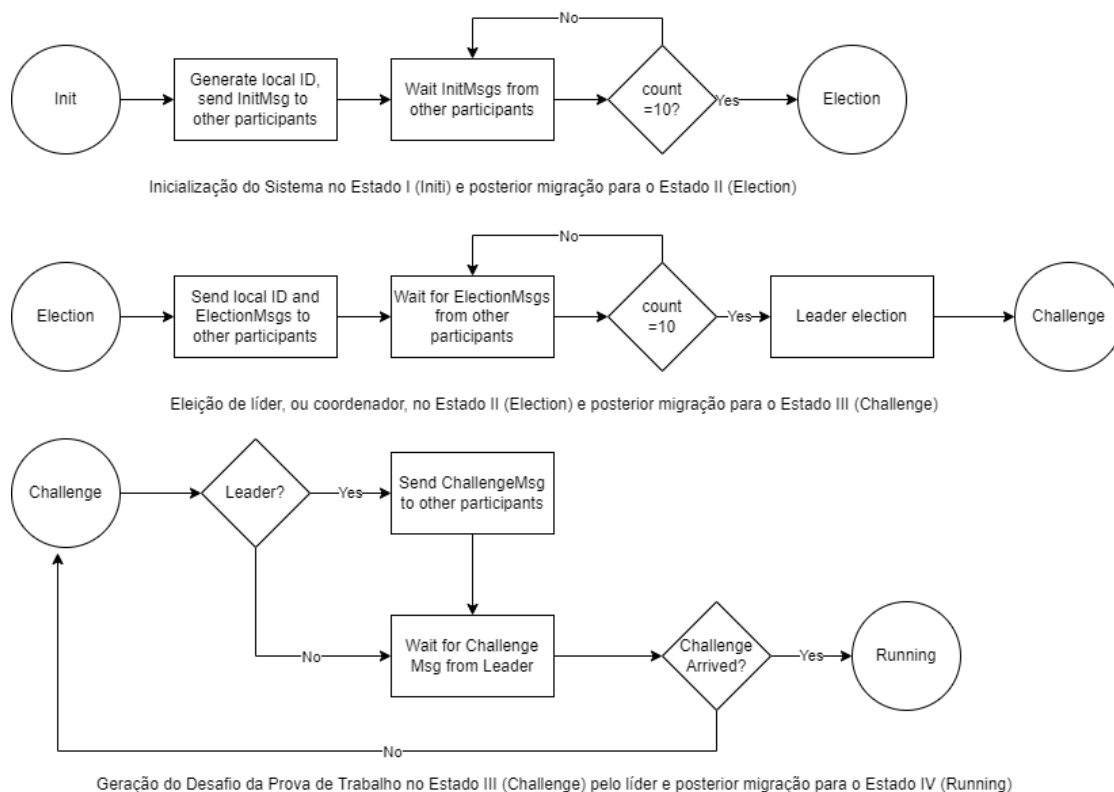 No
Init
Generate local ID,
send InitMsg to
other participants
Wait InitMsgs from
other participants
count
=10?
Yes
Election
Inicialização do Sistema no Estado I (Initi) e posterior migração para o Estado II (Election)
No
Election
Send local ID and
ElectionMsgs to
other participants
Wait for ElectionMsgs
from other
participants
count
=10
Yes
Leader election
Challenge
Eleição de líder, ou coordenador, no Estado II (Election) e posterior migração para o Estado III (Challenge)
Challenge
Leader?
Yes
Send ChallengeMsg
to other participants
No
Wait for Challenge
Msg from Leader
Challenge
Arrived?
Yes
Running
No
Geração do Desafio da Prova de Trabalho no Estado III (Challenge) pelo líder e posterior migração para o Estado IV (Running)